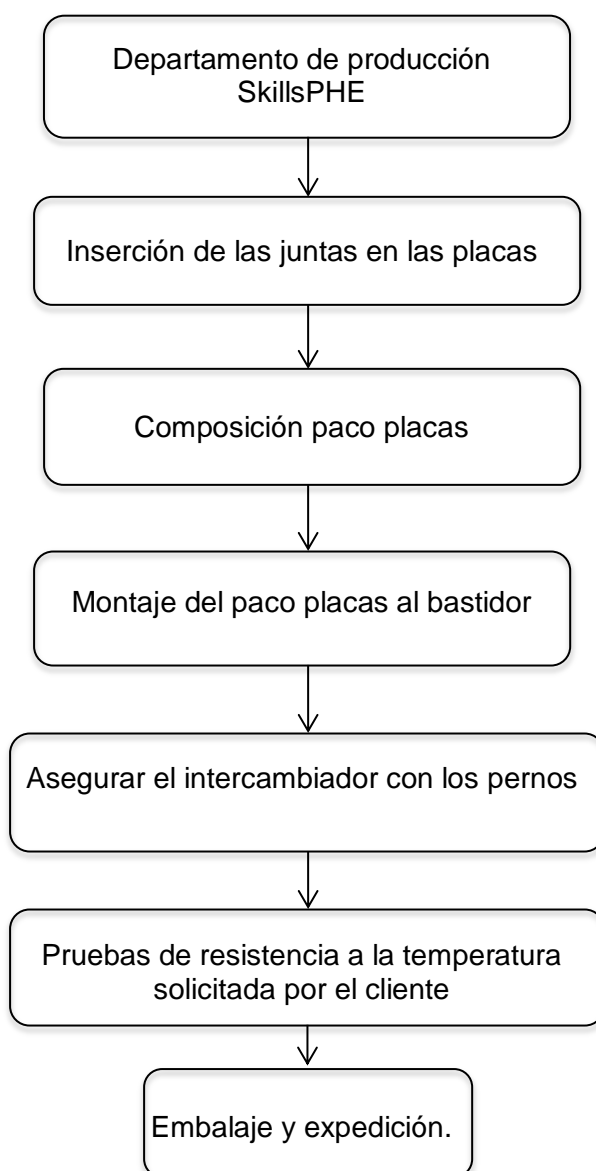 Departamento de producción
SkillsPHE
Inserción de las juntas en las placas
Composición paco placas
Montaje del paco placas al bastidor
Asegurar el intercambiador con los pernos
Pruebas de resistencia a la temperatura
solicitada por el cliente
Embalaje y expedición.